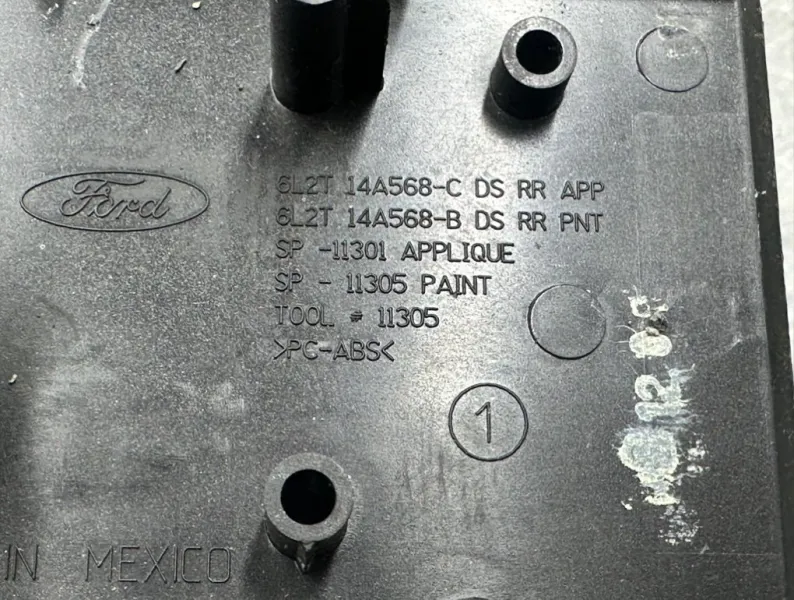 Ford
6L2T 14A568-C DS RR APP
6L2T 14A568-B DS RR PNT
SP -11301 APPLIQUE
SP - 11305 PAINT
TOOL # 11305
>PC-ABS<
1
12
IN MEXICO